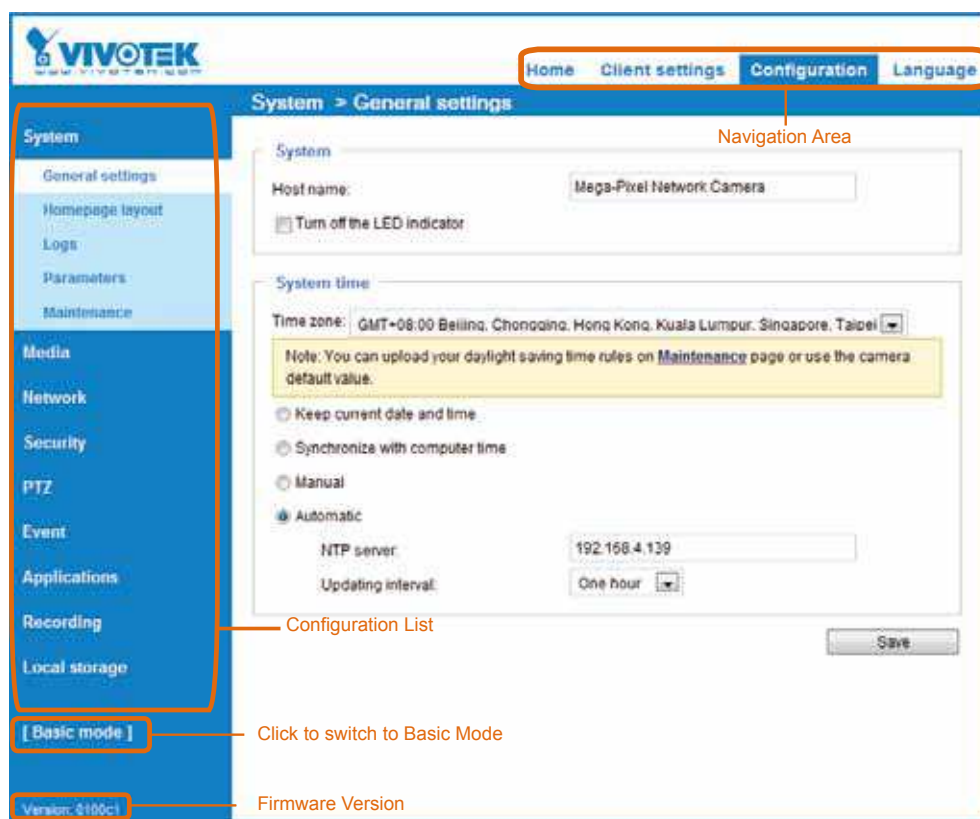 VIVOTEK
www.vivotek.com
Home Client settings Configuration Language
System > General settings
Navigation Area
System
General settings
Homepage layout
Logs
Parameters
Maintenance
Media
Network
Security
PTZ
Event
Applications
Recording
Local storage
[ Basic mode ]
Version: 0100c1
System
Host name: Mega-Pixel Network Camera
Turn off the LED indicator
System time
Time zone: GMT+08:00 Beijing, Chongqing, Hong Kong, Kuala Lumpur, Singapore, Taipei
Note: You can upload your daylight saving time rules on Maintenance page or use the camera
default value.
Keep current date and time
Synchronize with computer time
Manual
Automatic
NTP server: 192.168.4.139
Updating interval: One hour
Configuration List
Save
Click to switch to Basic Mode
Firmware Version